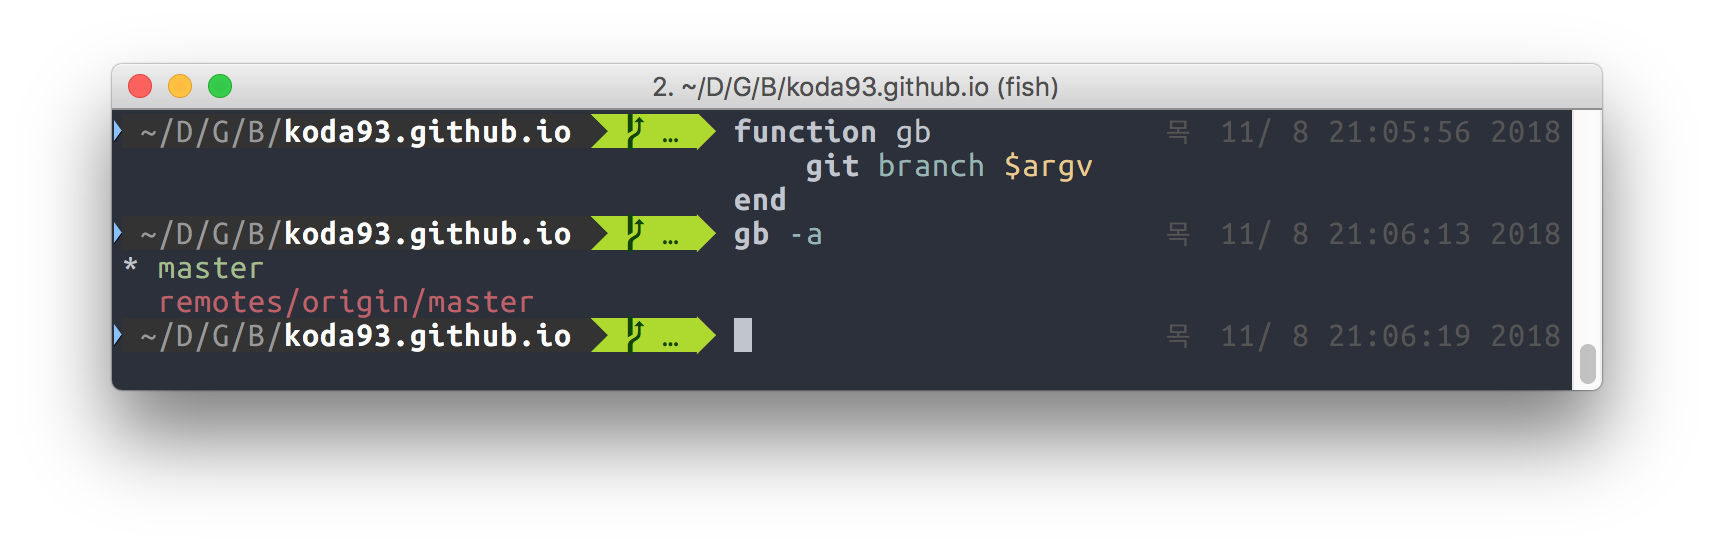 2. ~/D/G/B/koda93.github.io (fish)
~/D/G/B/koda93.github.io … function gb 목 11/ 8 21:05:56 2018
git branch $argv
end
~/D/G/B/koda93.github.io … gb -a 목 11/ 8 21:06:13 2018
* master
remotes/origin/master
~/D/G/B/koda93.github.io … 목 11/ 8 21:06:19 2018